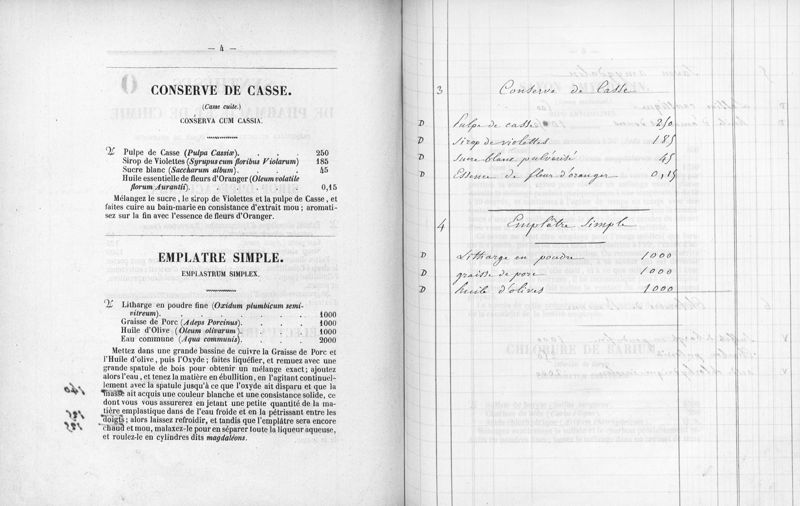 — 4 —
CONSERVE DE CASSE.
(Casse cuite.)
CONSERVA CUM CASSIA.
♃ Pulpe de Casse (Pulpa Cassiæ). . . . . 250
Sirop de Violettes (Syrupus cum floribus Violarum) 185
Sucre blanc (Saccharum album). . . . . 45
Huile essentielle de fleurs d'Oranger (Oleum volatile
florum Aurantii). . . . . . . 0,15
Mélangez le sucre, le sirop de Violettes et la pulpe de Casse, et
faites cuire au bain-marie en consistance d'extrait mou ; aromati-
sez sur la fin avec l'essence de fleurs d'Oranger.
EMPLATRE SIMPLE.
EMPLASTRUM SIMPLEX.
♃ Litharge en poudre fine (Oxidum plumbicum semi-
vitreum). . . . . . . . 1000
Graisse de Porc (Adeps Porcinus). . . . 1000
Huile d'Olive (Oleum olivarum). . . . 1000
Eau commune (Aqua communis). . . . 2000
Mettez dans une grande bassine de cuivre la Graisse de Porc et
l'Huile d'olive, puis l'Oxyde ; faites liquéfier, et remuez avec une
grande spatule de bois pour obtenir un mélange exact ; ajoutez
alors l'eau, et tenez la matière en ébullition, en l'agitant continuel-
lement avec la spatule jusqu'à ce que l'oxyde ait disparu et que la
masse ait acquis une couleur blanche et une consistance solide, ce
dont vous vous assurerez en jetant une petite quantité de la ma-
tière emplastique dans de l'eau froide et en la pétrissant entre les
doigts ; alors laissez refroidir, et tandis que l'emplâtre sera encore
chaud et mou, malaxez-le pour en séparer toute la liqueur aqueuse,
et roulez-le en cylindres dits magdaléons.
3 Conserve de Casse
D Pulpe de casse 250
D Sirop de violettes 185
D Sucre blanc pulvérisé 45
D Essence de fleur d'oranger 0,15
4 Emplâtre simple
D Litharge en poudre 1000
D graisse de porc 1000
D huile d'olives 1000